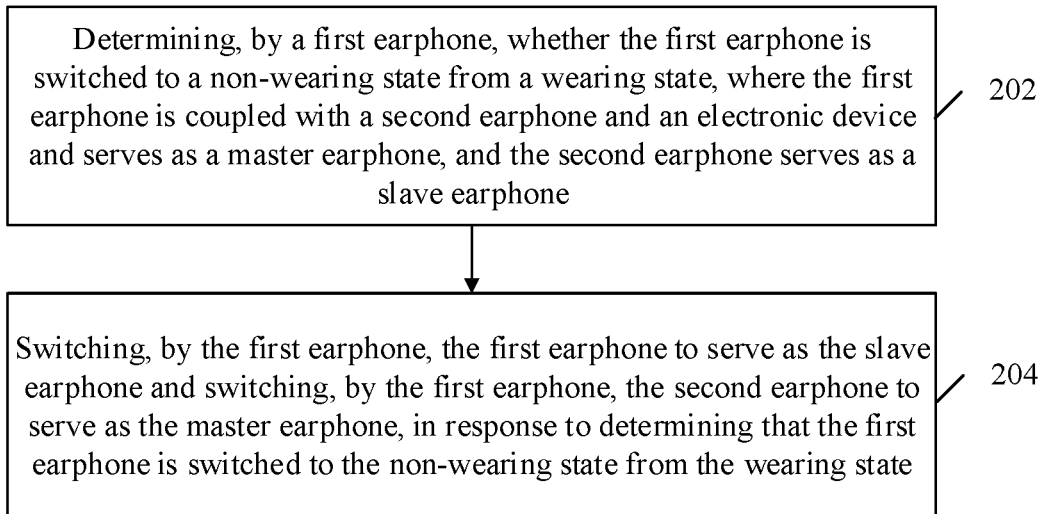 Determining, by a first earphone, whether the first earphone is
switched to a non-wearing state from a wearing state, where the first
earphone is coupled with a second earphone and an electronic device
and serves as a master earphone, and the second earphone serves as a
slave earphone
202
Switching, by the first earphone, the first earphone to serve as the slave
earphone and switching, by the first earphone, the second earphone to
serve as the master earphone, in response to determining that the first
earphone is switched to the non-wearing state from the wearing state
204